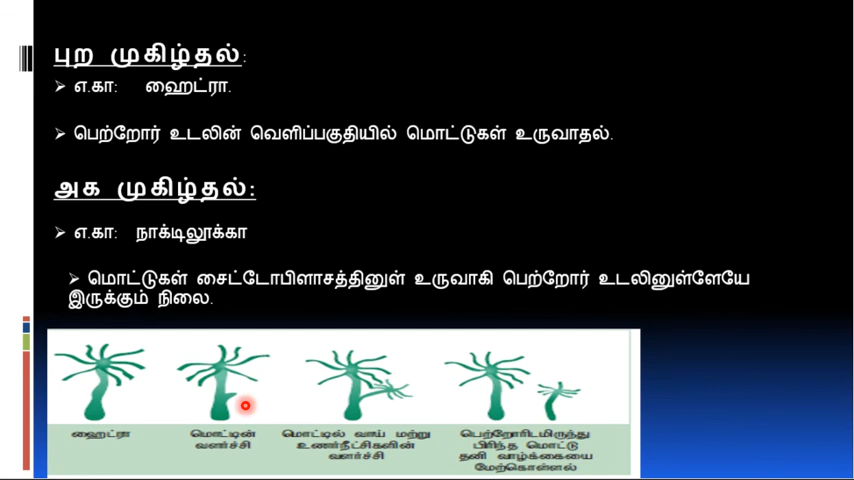 புற முகிழ்தல்:
➢ எ.கா: ஹைட்ரா.
➢ பெற்றோர் உடலின் வெளிப்பகுதியில் மொட்டுகள் உருவாதல்.
அக முகிழ்தல்:
➢ எ.கா: நாக்டிலூக்கா
➢ மொட்டுகள் சைட்டோபிளாசத்தினுள் உருவாகி பெற்றோர் உடலினுள்ளேயே
இருக்கும் நிலை.
ஹைட்ரா
மொட்டின்
வளர்ச்சி
மொட்டில் வாய் மற்றும்
உணர்நீட்சிகளின்
வளர்ச்சி
பெற்றோரிடமிருந்து
பிரிந்த மொட்டு
தனி வாழ்க்கையை
மேற்கொள்ளல்